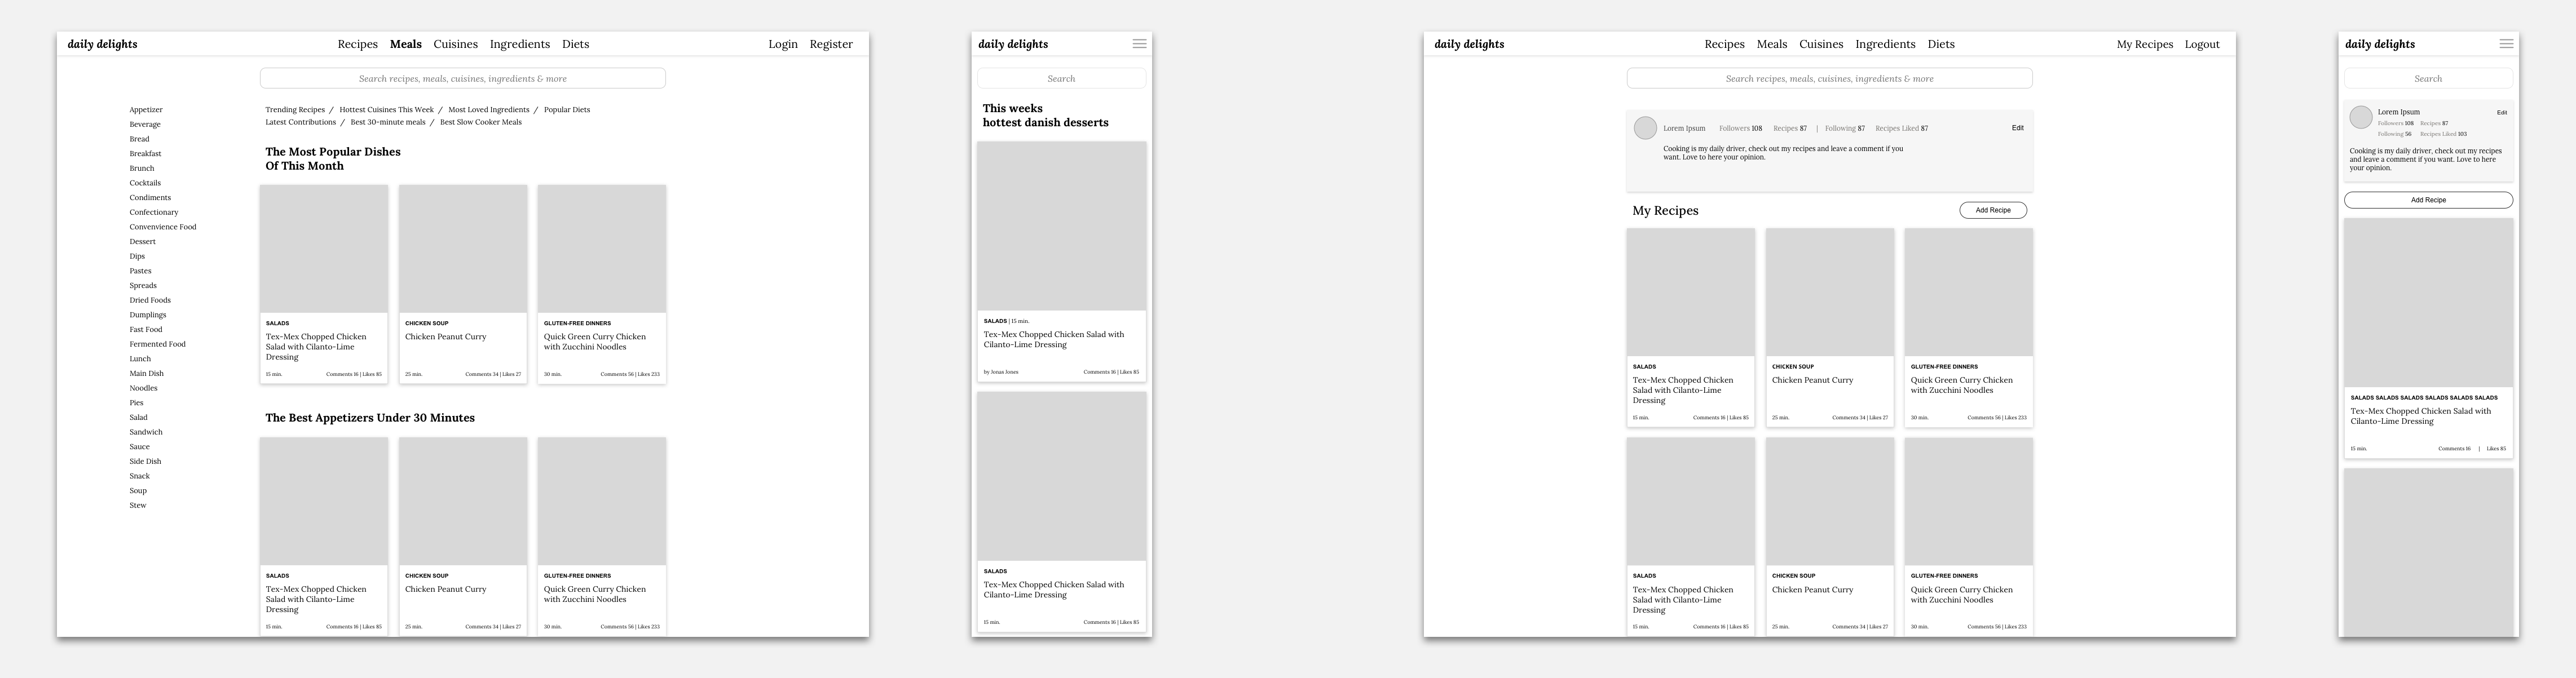 daily delights
Recipes Meals Cuisines Ingredients Diets
Login Register
Search recipes, meals, cuisines, ingredients & more
Appetizer
Beverage
Bread
Breakfast
Brunch
Cocktails
Condiments
Confectionary
Convenvience Food
Dessert
Dips
Pastes
Spreads
Dried Foods
Dumplings
Fast Food
Fermented Food
Lunch
Main Dish
Noodles
Pies
Salad
Sandwich
Sauce
Side Dish
Snack
Soup
Stew
Trending Recipes / Hottest Cuisines This Week / Most Loved Ingredients / Popular Diets
Latest Contributions / Best 30-minute meals / Best Slow Cooker Meals
The Most Popular Dishes
Of This Month
SALADS
Tex-Mex Chopped Chicken
Salad with Cilanto-Lime
Dressing
15 min. Comments 16 | Likes 85
CHICKEN SOUP
Chicken Peanut Curry
25 min. Comments 34 | Likes 27
GLUTEN-FREE DINNERS
Quick Green Curry Chicken
with Zucchini Noodles
30 min. Comments 56 | Likes 233
The Best Appetizers Under 30 Minutes
SALADS
Tex-Mex Chopped Chicken
Salad with Cilanto-Lime
Dressing
15 min. Comments 16 | Likes 85
CHICKEN SOUP
Chicken Peanut Curry
25 min. Comments 34 | Likes 27
GLUTEN-FREE DINNERS
Quick Green Curry Chicken
with Zucchini Noodles
30 min. Comments 56 | Likes 233
daily delights
Search
This weeks
hottest danish desserts
SALADS | 15 min.
Tex-Mex Chopped Chicken Salad with
Cilanto-Lime Dressing
by Jonas Jones Comments 16 | Likes 85
SALADS
Tex-Mex Chopped Chicken Salad with
Cilanto-Lime Dressing
15 min. Comments 16 | Likes 85
daily delights
Recipes Meals Cuisines Ingredients Diets
My Recipes Logout
Search recipes, meals, cuisines, ingredients & more
Lorem Ipsum Followers 108 Recipes 87 | Following 87 Recipes Liked 87 Edit
Cooking is my daily driver, check out my recipes and leave a comment if you
want. Love to here your opinion.
My Recipes
Add Recipe
SALADS
Tex-Mex Chopped Chicken
Salad with Cilanto-Lime
Dressing
15 min. Comments 16 | Likes 85
CHICKEN SOUP
Chicken Peanut Curry
25 min. Comments 34 | Likes 27
GLUTEN-FREE DINNERS
Quick Green Curry Chicken
with Zucchini Noodles
30 min. Comments 56 | Likes 233
SALADS
Tex-Mex Chopped Chicken
Salad with Cilanto-Lime
Dressing
15 min. Comments 16 | Likes 85
CHICKEN SOUP
Chicken Peanut Curry
25 min. Comments 34 | Likes 27
GLUTEN-FREE DINNERS
Quick Green Curry Chicken
with Zucchini Noodles
30 min. Comments 56 | Likes 233
daily delights
Search
Lorem Ipsum Edit
Followers 108 Recipes 87
Following 56 Recipes Liked 103
Cooking is my daily driver, check out my recipes
and leave a comment if you want. Love to here
your opinion.
Add Recipe
SALADS SALADS SALADS SALADS SALADS SALADS
Tex-Mex Chopped Chicken Salad with
Cilanto-Lime Dressing
15 min. Comments 16 | Likes 85